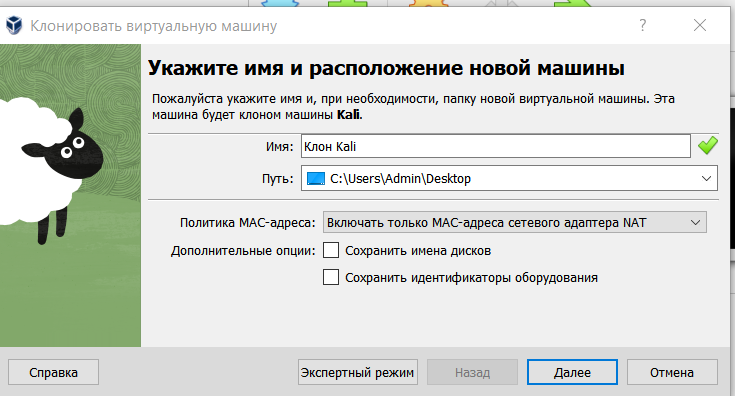 Клонировать виртуальную машину
Укажите имя и расположение новой машины
Пожалуйста укажите имя и, при необходимости, папку новой виртуальной машины. Эта
машина будет клоном машины Kali.
Имя: Клон Kali
Путь: C:\Users\Admin\Desktop
Политика MAC-адреса: Включать только MAC-адреса сетевого адаптера NAT
Дополнительные опции: Сохранить имена дисков
Сохранить идентификаторы оборудования
Справка Экспертный режим Назад Далее Отмена